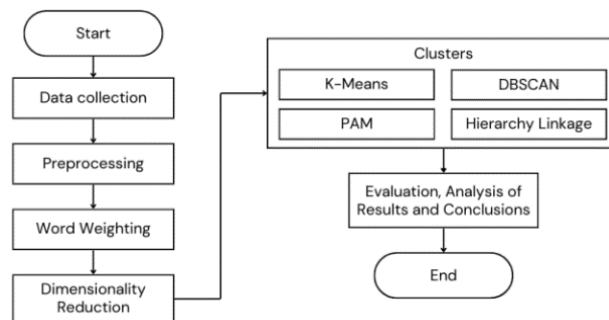 Start
Data collection
Preprocessing
Word Weighting
Dimensionality
Reduction
Clusters
K-Means
DBSCAN
PAM
Hierarchy Linkage
Evaluation, Analysis of
Results and Conclusions
End